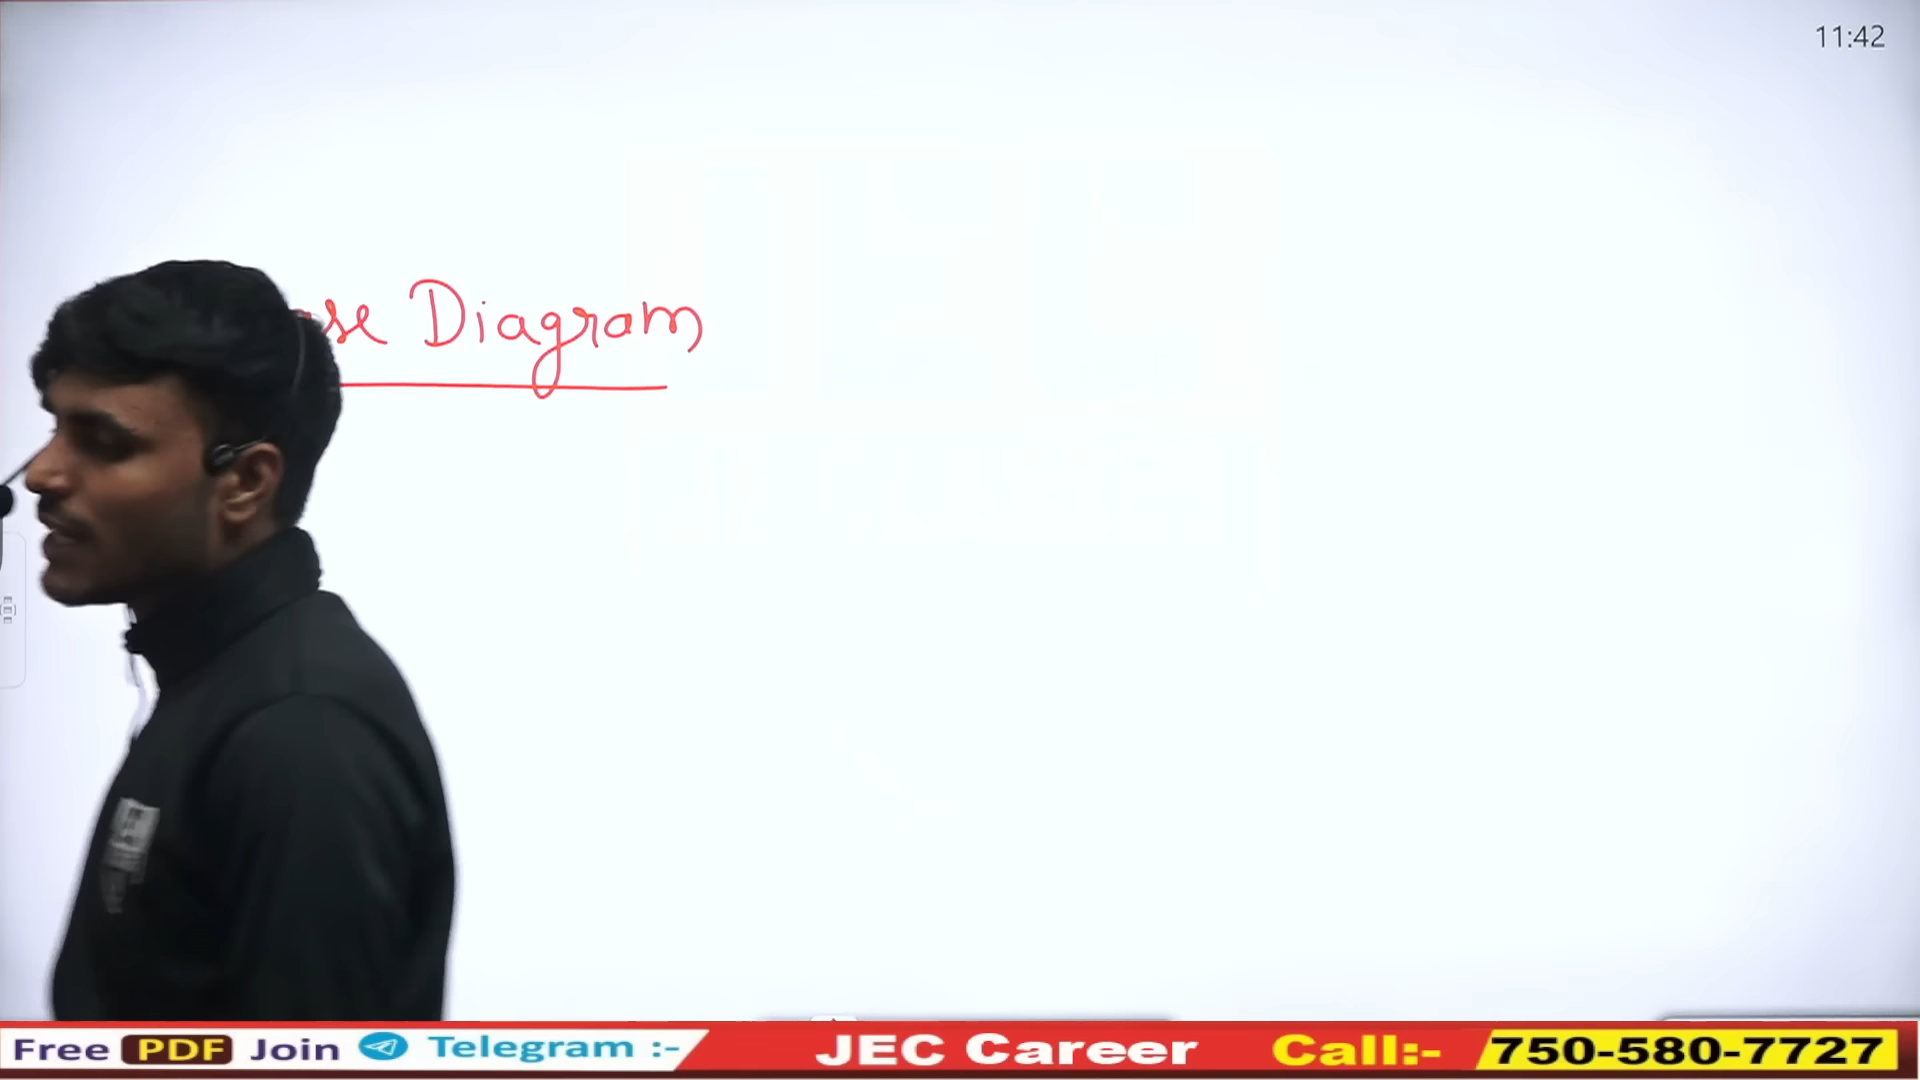 11:42
se Diagram
Free PDF Join Telegram :- JEC Career Call:- 750-580-7727